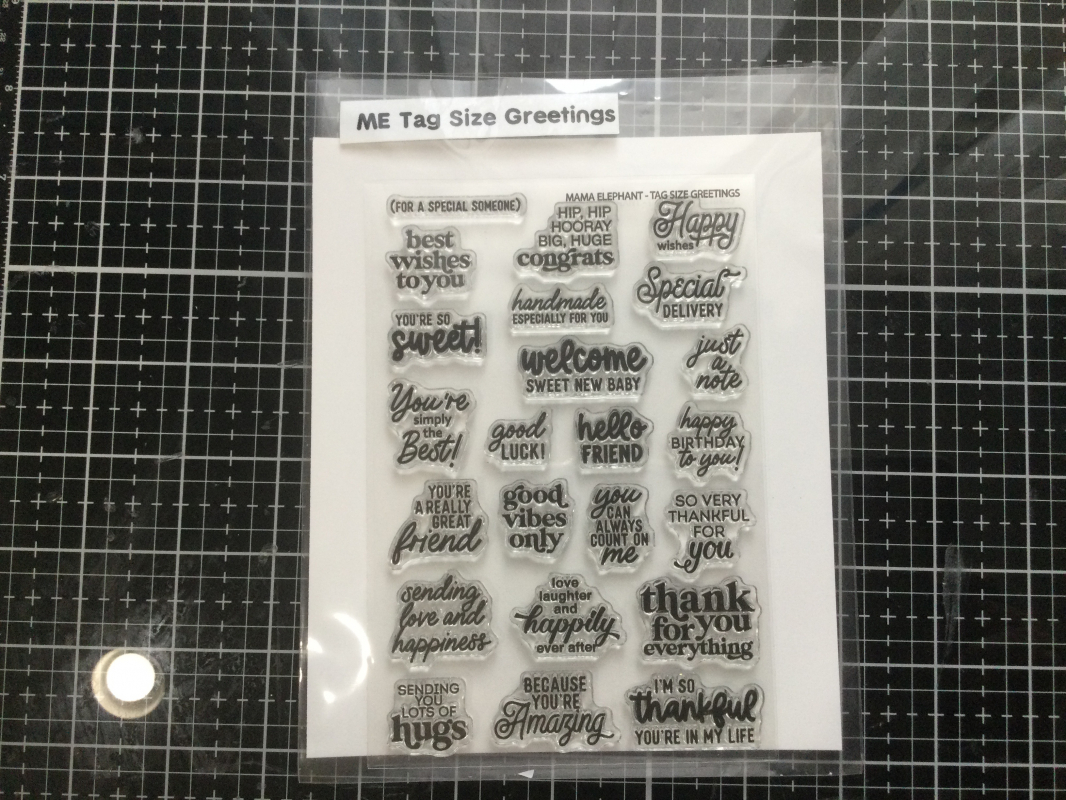 ME Tag Size Greetings
MAMA ELEPHANT - TAG SIZE GREETINGS
(FOR A SPECIAL SOMEONE)
best
wishes
to you
HIP, HIP
HOORAY
BIG, HUGE
congrats
Happy
wishes
handmade
ESPECIALLY FOR YOU
Special
DELIVERY
YOU'RE SO
sweet!
welcome
SWEET NEW BABY
just
a
note
You're
simply
the
Best!
good
LUCK!
hello
FRIEND
happy
BIRTHDAY
to you!
YOU'RE
A REALLY
GREAT
friend
good
vibes
only
you
CAN
ALWAYS
COUNT ON
me
SO VERY
THANKFUL
FOR
you
sending
love and
happiness
love
laughter
and
happily
ever after
thank
for you
everything
SENDING
YOU
LOTS OF
hugs
BECAUSE
YOU'RE
Amazing
I'M SO
thankful
YOU'RE IN MY LIFE